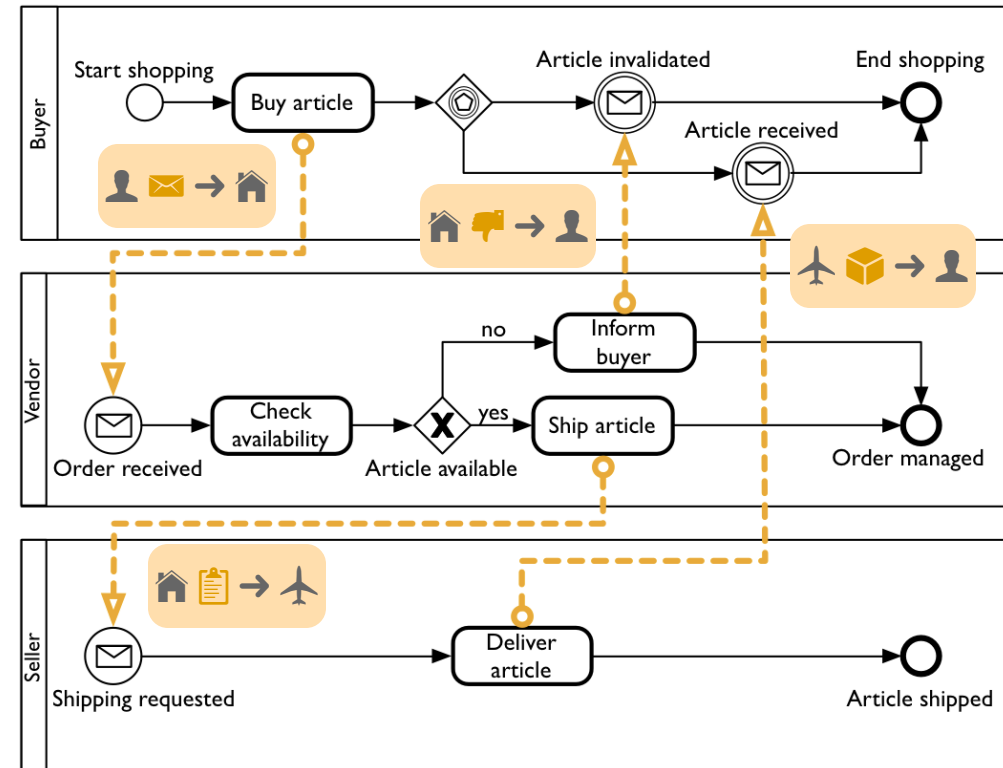 Buyer
Start shopping
Buy article
Article invalidated
Article received
End shopping
Vendor
Order received
Check
availability
Article available
no
yes
Inform
buyer
Ship article
Order managed
Seller
Shipping requested
Deliver
article
Article shipped